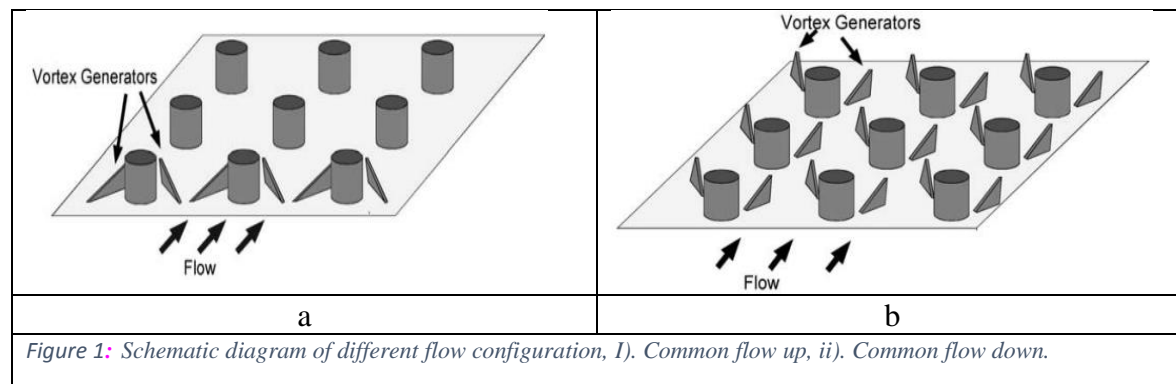 Vortex Generators
Flow
Vortex Generators
Flow
a
b
Figure 1: Schematic diagram of different flow configuration, I). Common flow up, ii). Common flow down.